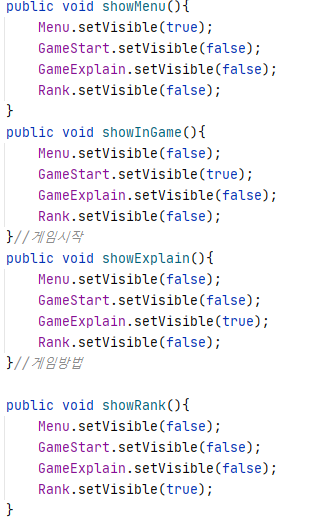 public void showMenu(){
    Menu.setVisible(true);
    GameStart.setVisible(false);
    GameExplain.setVisible(false);
    Rank.setVisible(false);
}
public void showInGame(){
    Menu.setVisible(false);
    GameStart.setVisible(true);
    GameExplain.setVisible(false);
    Rank.setVisible(false);
}//게임시작
public void showExplain(){
    Menu.setVisible(false);
    GameStart.setVisible(false);
    GameExplain.setVisible(true);
    Rank.setVisible(false);
}//게임방법

public void showRank(){
    Menu.setVisible(false);
    GameStart.setVisible(false);
    GameExplain.setVisible(false);
    Rank.setVisible(true);
}